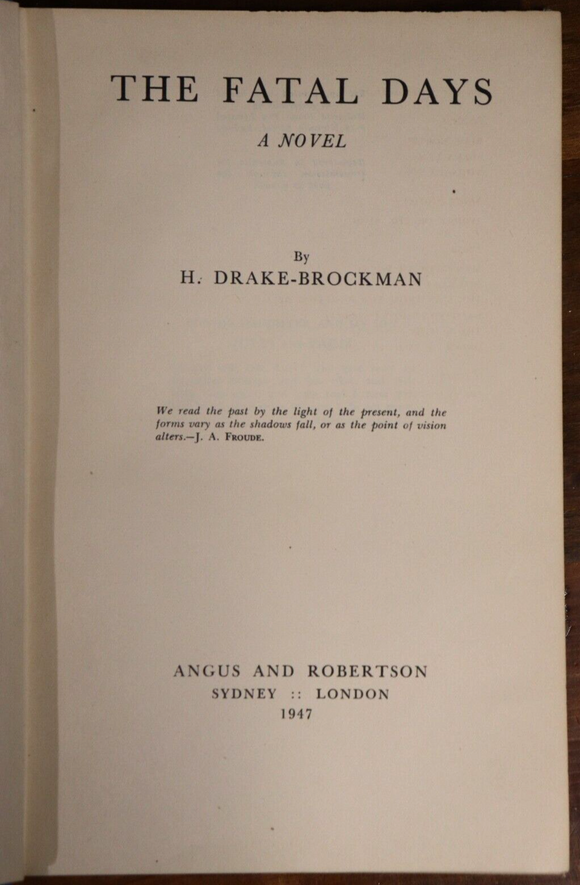 THE FATAL DAYS
A NOVEL
By
H. DRAKE-BROCKMAN
We read the past by the light of the present, and the
forms vary as the shadows fall, or as the point of vision
alters.—J. A. FROUDE.
ANGUS AND ROBERTSON
SYDNEY :: LONDON
1947